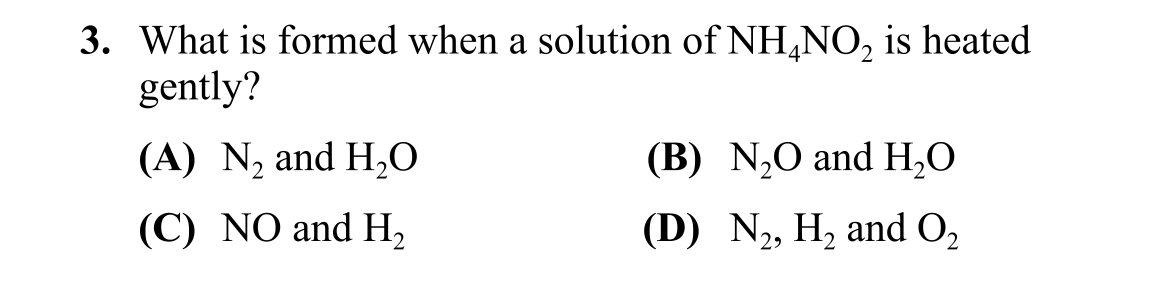 3. What is formed when a solution of NH₄NO₂ is heated
gently?
(A) N₂ and H₂O (B) N₂O and H₂O
(C) NO and H₂ (D) N₂, H₂ and O₂